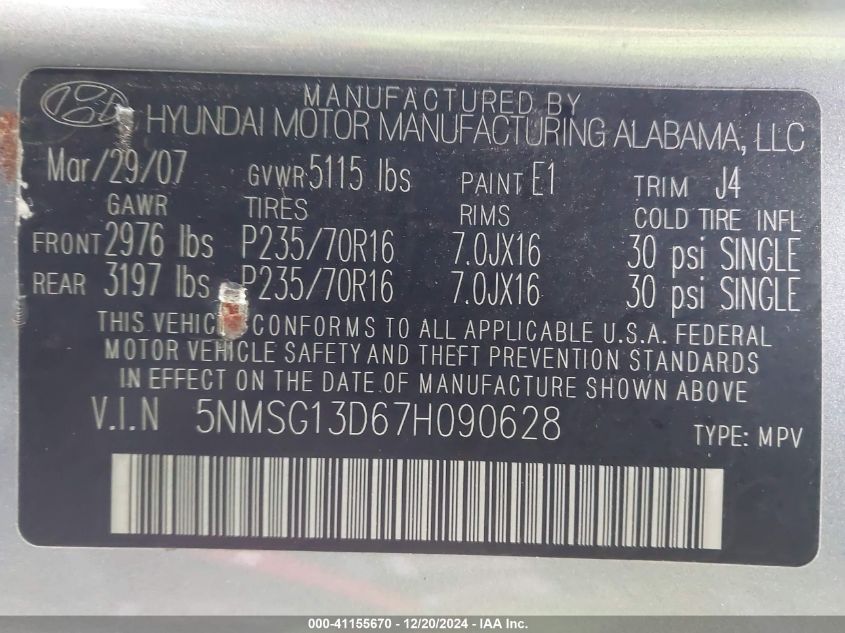 MANUFACTURED BY
HYUNDAI MOTOR MANUFACTURING ALABAMA, LLC
Mar/29/07 GVWR 5115 lbs PAINT E1 TRIM J4
GAWR TIRES RIMS COLD TIRE INFL
FRONT 2976 lbs P235/70R16 7.0JX16 30 psi SINGLE
REAR 3197 lbs P235/70R16 7.0JX16 30 psi SINGLE
THIS VEHICLE CONFORMS TO ALL APPLICABLE U.S.A. FEDERAL
MOTOR VEHICLE SAFETY AND THEFT PREVENTION STANDARDS
IN EFFECT ON THE DATE OF MANUFACTURE SHOWN ABOVE
V.I.N 5NMSG13D67H090628 TYPE: MPV
000-41155670 - 12/20/2024 - IAA Inc.